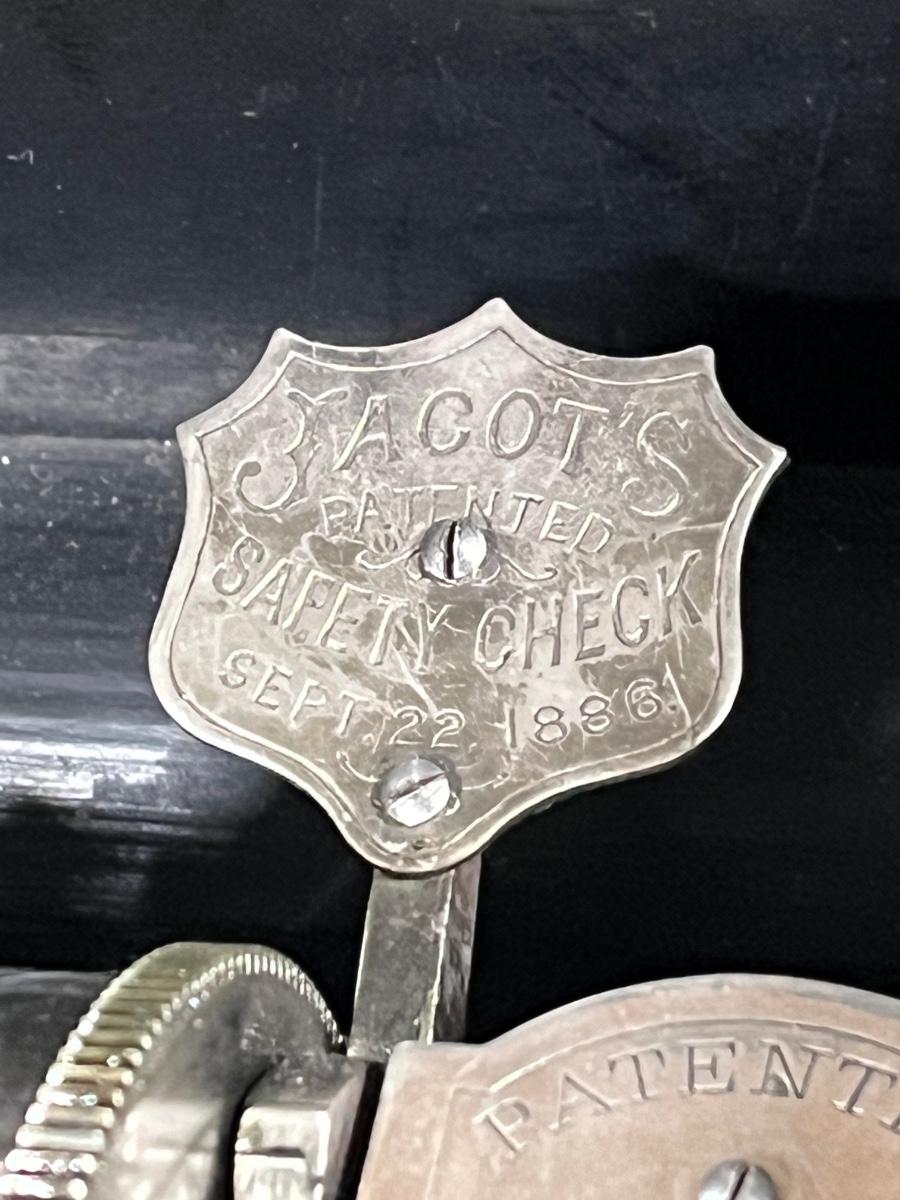 JACOT'S
PATENTED
SAFETY CHECK
SEPT. 22 1886.
PATENT